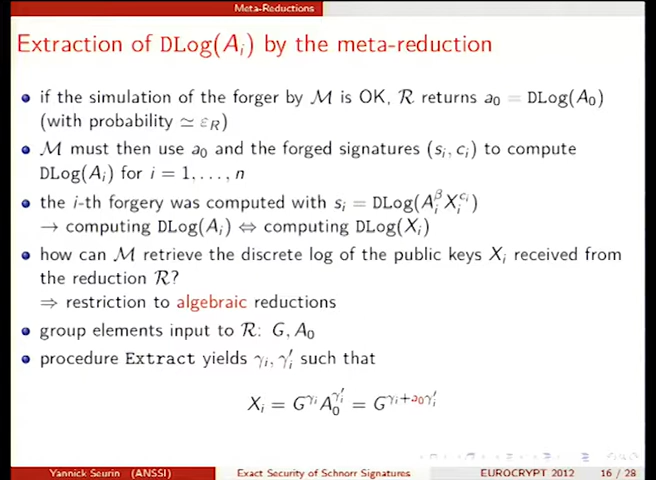 Meta-Reductions
Extraction of DLog(Aᵢ) by the meta-reduction
• if the simulation of the forger by ℳ is OK, ℛ returns a₀ = DLog(A₀)
(with probability ≃ ε_R)
• ℳ must then use a₀ and the forged signatures (sᵢ, cᵢ) to compute
DLog(Aᵢ) for i = 1, . . . , n
• the i-th forgery was computed with sᵢ = DLog(Aᵢ^β Xᵢ^cᵢ)
→ computing DLog(Aᵢ) ⇔ computing DLog(Xᵢ)
• how can ℳ retrieve the discrete log of the public keys Xᵢ received from
the reduction ℛ?
⇒ restriction to algebraic reductions
• group elements input to ℛ: G, A₀
• procedure Extract yields γᵢ, γ′ᵢ such that
Xᵢ = G^γᵢ A₀^γ′ᵢ = G^γᵢ+a₀γ′ᵢ
Yannick Seurin (ANSSI) Exact Security of Schnorr Signatures EUROCRYPT 2012 16 / 28